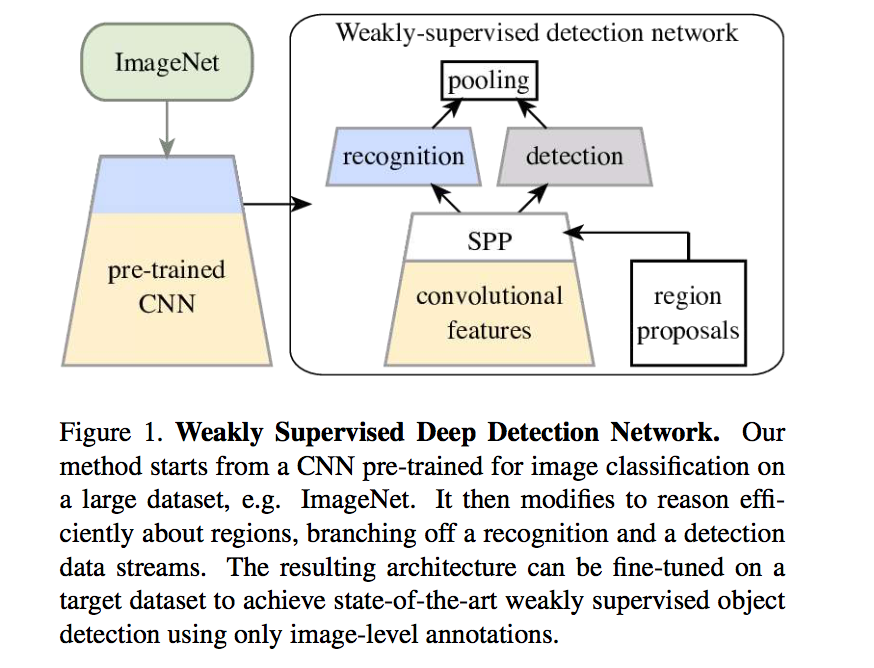 Weakly-supervised detection network
ImageNet
pooling
recognition
detection
SPP
pre-trained
CNN
convolutional
features
region
proposals
Figure 1. Weakly Supervised Deep Detection Network. Our
method starts from a CNN pre-trained for image classification on
a large dataset, e.g. ImageNet. It then modifies to reason effi-
ciently about regions, branching off a recognition and a detection
data streams. The resulting architecture can be fine-tuned on a
target dataset to achieve state-of-the-art weakly supervised object
detection using only image-level annotations.